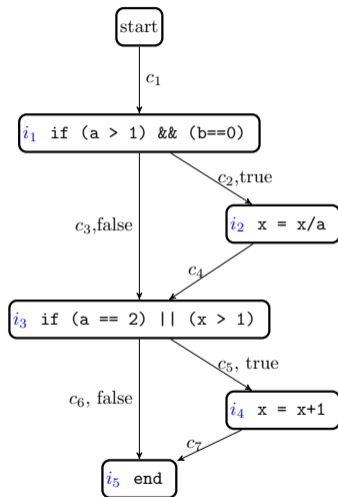 start
c₁
i₁ if (a > 1) && (b==0)
c₂,true
c₃,false
i₂ x = x/a
c₄
i₃ if (a == 2) || (x > 1)
c₅, true
c₆, false
i₄ x = x+1
c₇
i₅ end